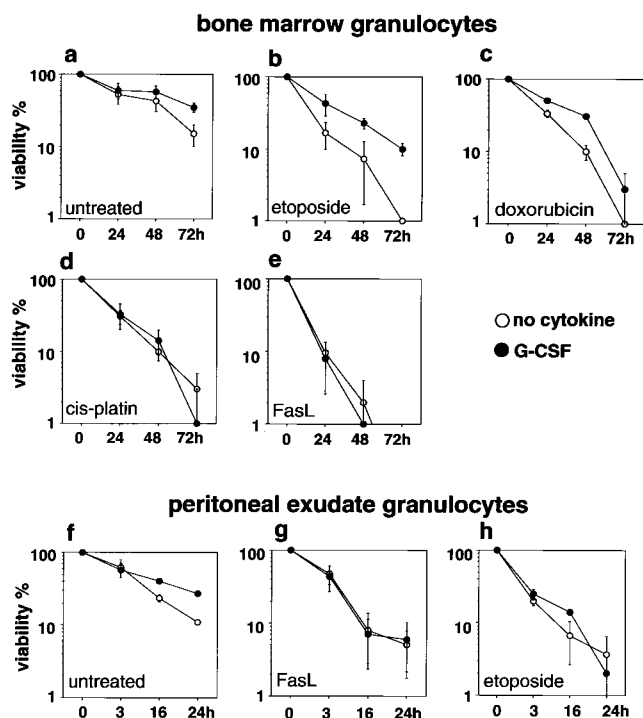 bone marrow granulocytes
a
b
c
viability %
100
10
1
untreated
0 24 48 72h
100
10
1
etoposide
0 24 48 72h
100
10
1
doxorubicin
0 24 48 72h
d
e
viability %
100
10
1
cis-platin
0 24 48 72h
100
10
1
FasL
0 24 48 72h
no cytokine
G-CSF
peritoneal exudate granulocytes
f
g
h
viability %
100
10
1
untreated
0 3 16 24h
100
10
1
FasL
0 3 16 24h
100
10
1
etoposide
0 3 16 24h